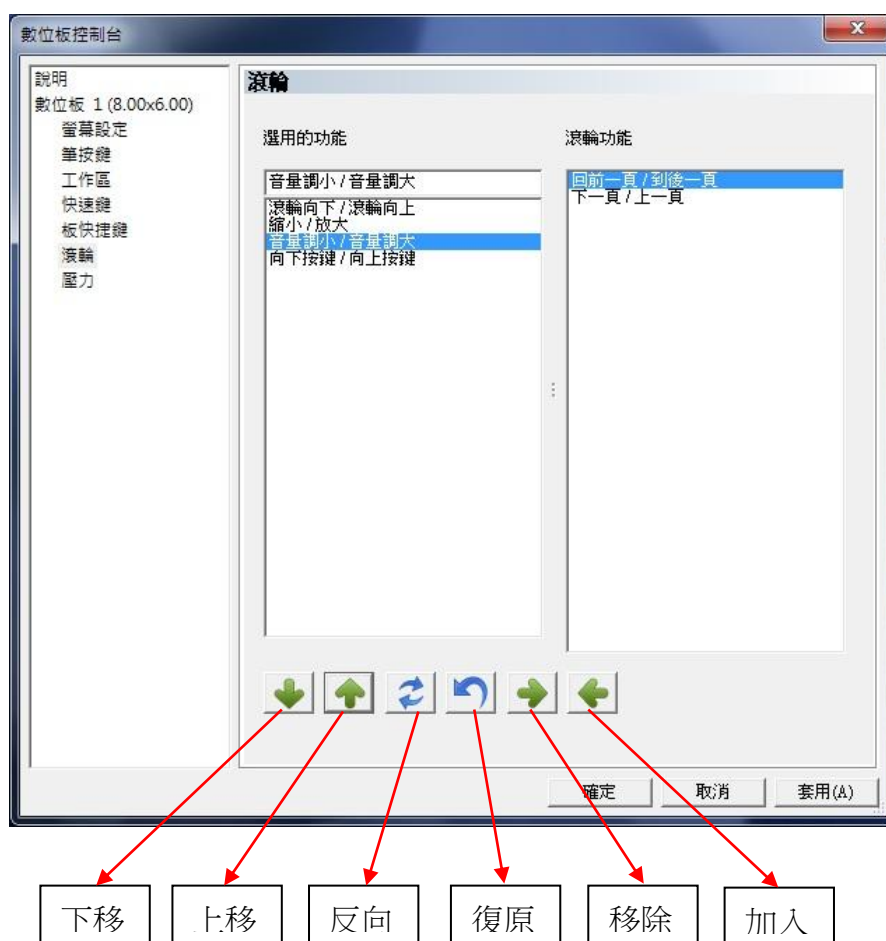 數位板控制台
說明
數位板 1 (8.00x6.00)
螢幕設定
筆按鍵
工作區
快速鍵
板快捷鍵
滾輪
壓力
滾輪
選用的功能
音量調小 / 音量調大
滾輪向下 / 滾輪向上
縮小 / 放大
音量調小 / 音量調大
向下按鍵 / 向上按鍵
滾輪功能
回前一頁 / 到後一頁
下一頁 / 上一頁
確定 取消 套用(A)
下移 上移 反向 復原 移除 加入